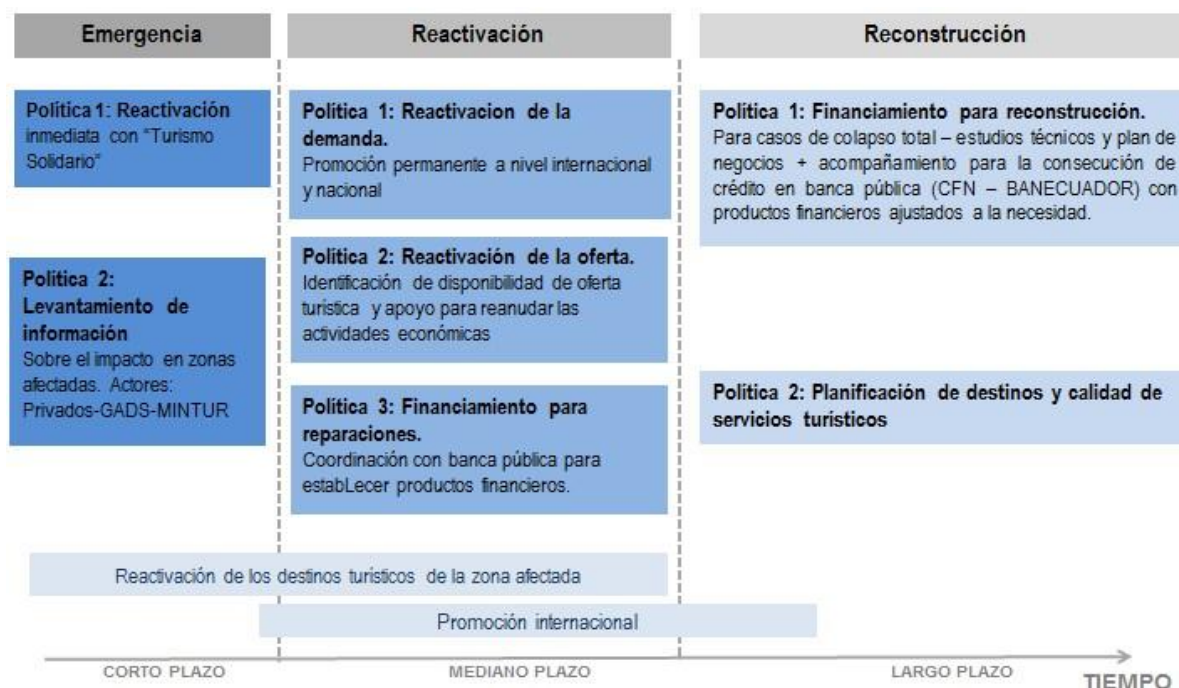 Emergencia
Reactivación
Reconstrucción
Política 1: Reactivación
inmediata con “Turismo
Solidario”
Política 2:
Levantamiento de
información
Sobre el impacto en zonas
afectadas. Actores:
Privados-GADS-MINTUR
Política 1: Reactivacion de la
demanda.
Promoción permanente a nivel internacional
y nacional
Política 2: Reactivación de la oferta.
Identificación de disponibilidad de oferta
turística y apoyo para reanudar las
actividades económicas
Política 3: Financiamiento para
reparaciones.
Coordinación con banca pública para
estabLecer productos financieros.
Política 1: Financiamiento para reconstrucción.
Para casos de colapso total – estudios técnicos y plan de
negocios + acompañamiento para la consecución de
crédito en banca pública (CFN – BANECUADOR) con
productos financieros ajustados a la necesidad.
Política 2: Planificación de destinos y calidad de
servicios turísticos
Reactivación de los destinos turísticos de la zona afectada
Promoción internacional
CORTO PLAZO
MEDIANO PLAZO
LARGO PLAZO
TIEMPO